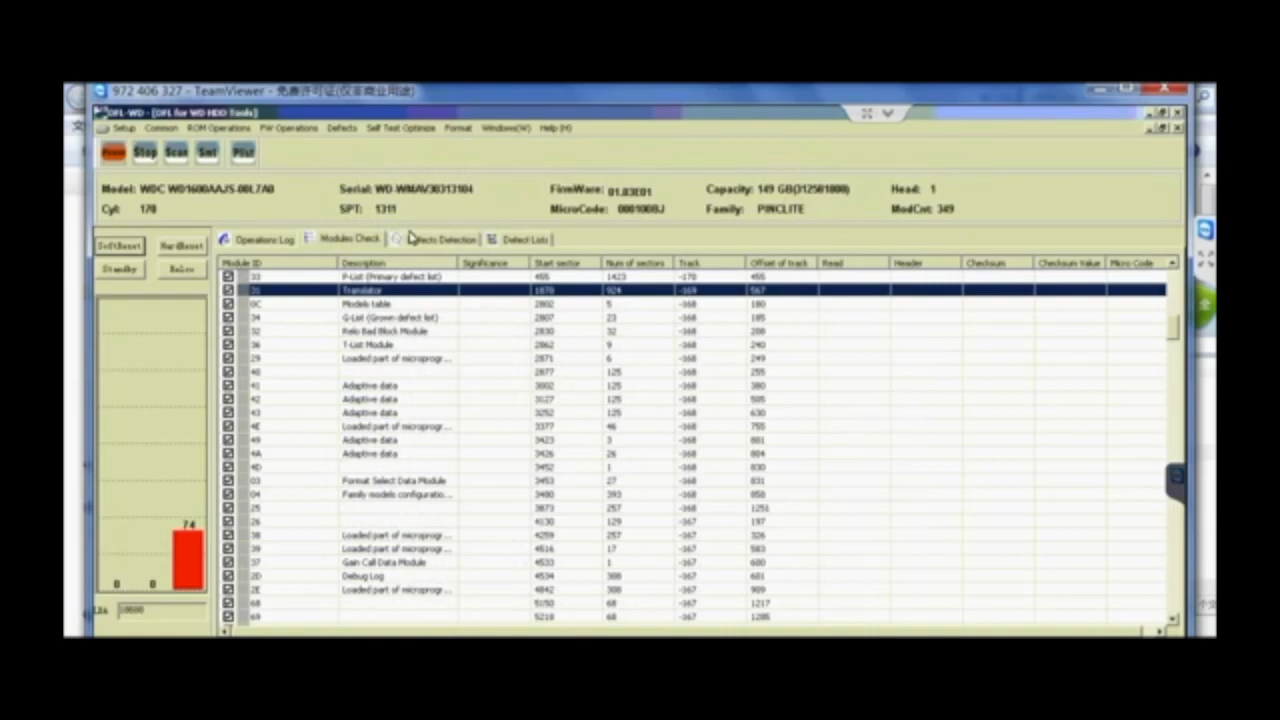 972 406 327 - TeamViewer - 免费许可证(仅非商业用途)
DFL-WD - [DFL for WD HDD Tools]
Setup Common ROM Operations FW Operations Defects Self Test Optimize Format Windows(W) Help (H)
Stop Scan Plist
Model: WDC WD1600AAJS-00L7A0 Serial: WD-WMAV30313104 FirmWare: 01.03E01 Capacity: 149 GB(312581808) Head: 1
Cyl: 170 SPT: 1311 MicroCode: 000100BJ Family: PINCLITE ModCnt: 349
SoftReset HardReset
Standby
Operations Log Modules Check Defects Detection Defect Lists
Module ID Description Significance Start sector Num of sectors Track Offset of track Read Header Checksum Checksum Value Micro Code
33 P-List (Primary defect list) 455 1423 -170 455
31 Translator 1878 924 -169 567
0C Models table 2802 5 -168 180
34 G-List (Grown defect list) 2807 23 -168 185
32 Relo Bad Block Module 2830 32 -168 208
36 T-List Module 2862 9 -168 240
29 Loaded part of microprogr... 2871 6 -168 249
40 2877 125 -168 255
41 Adaptive data 3002 125 -168 380
42 Adaptive data 3127 125 -168 505
43 Adaptive data 3252 125 -168 630
4E Loaded part of microprogr... 3377 46 -168 755
49 Adaptive data 3423 3 -168 801
4A Adaptive data 3426 26 -168 804
4D 3452 1 -168 830
03 Format Select Data Module 3453 27 -168 831
04 Family models configuratio... 3480 393 -168 858
25 3873 257 -168 1251
26 4130 129 -167 197
38 Loaded part of microprogr... 4259 257 -167 326
39 Loaded part of microprogr... 4516 17 -167 583
37 Gain Call Data Module 4533 1 -167 600
2D Debug Log 4534 308 -167 601
2E Loaded part of microprogr... 4842 308 -167 909
68 5150 68 -167 1217
69 5218 68 -167 1285
74
0 0